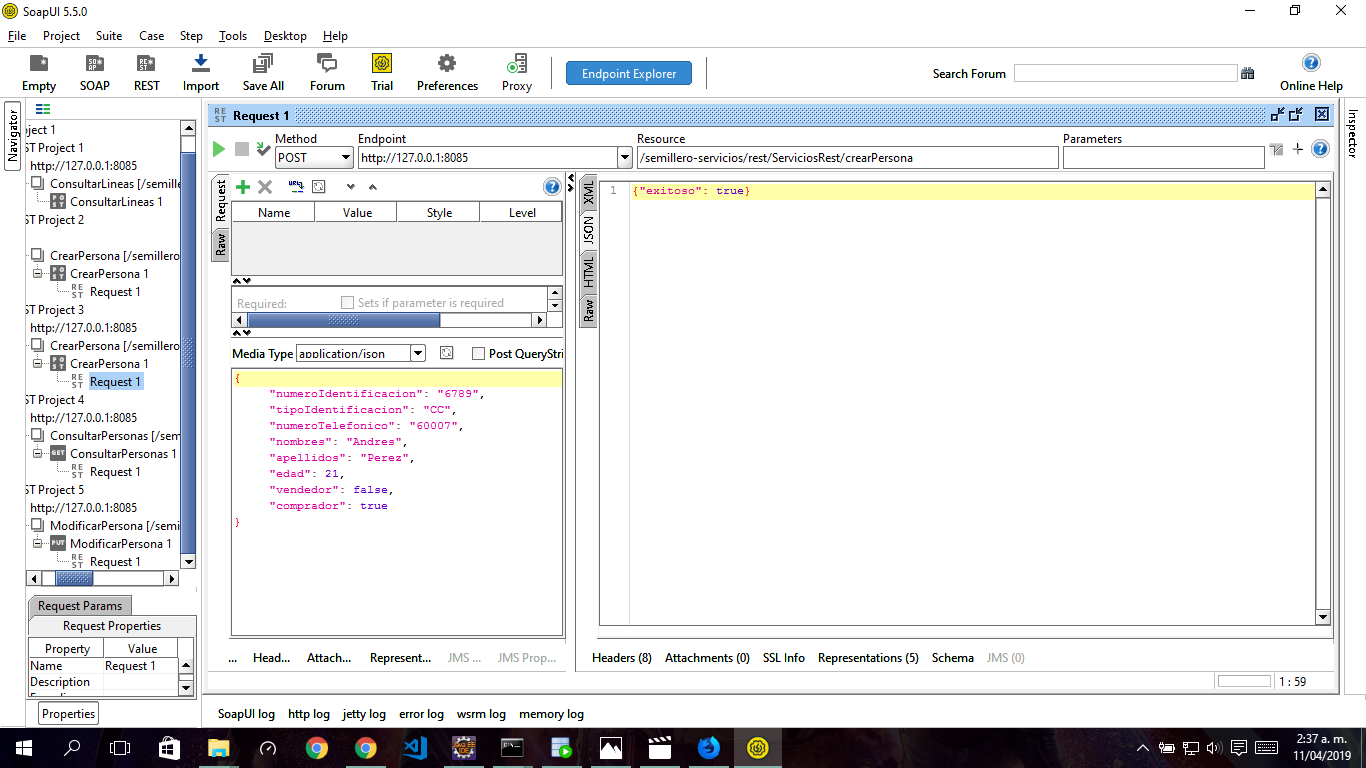 SoapUI 5.5.0
File Project Suite Case Step Tools Desktop Help
Empty SOAP REST Import Save All Forum Trial Preferences Proxy
Endpoint Explorer
Search Forum
Online Help
Navigator
ject 1
ST Project 1
http://127.0.0.1:8085
ConsultarLineas [/semille
ConsultarLineas 1
ST Project 2
CrearPersona [/semillero
CrearPersona 1
Request 1
ST Project 3
http://127.0.0.1:8085
CrearPersona [/semillero
CrearPersona 1
Request 1
ST Project 4
http://127.0.0.1:8085
ConsultarPersonas [/sem
ConsultarPersonas 1
Request 1
ST Project 5
http://127.0.0.1:8085
ModificarPersona [/semi
ModificarPersona 1
Request 1
Request Params
Request Properties
Property Value
Name Request 1
Description
Properties
Request 1
Method Endpoint Resource Parameters
POST http://127.0.0.1:8085 /semillero-servicios/rest/ServiciosRest/crearPersona
Request
Raw
Name Value Style Level
Required: Sets if parameter is required
Media Type application/json Post QueryStri
{
"numeroIdentificacion": "6789",
"tipoIdentificacion": "CC",
"numeroTelefonico": "60007",
"nombres": "Andres",
"apellidos": "Perez",
"edad": 21,
"vendedor": false,
"comprador": true
}
... Head... Attach... Represent... JMS ... JMS Prop...
XML
JSON
HTML
Raw
1 {"exitoso": true}
Headers (8) Attachments (0) SSL Info Representations (5) Schema JMS (0)
1 : 59
Inspector
SoapUI log http log jetty log error log wsrm log memory log
2:37 a. m.
11/04/2019